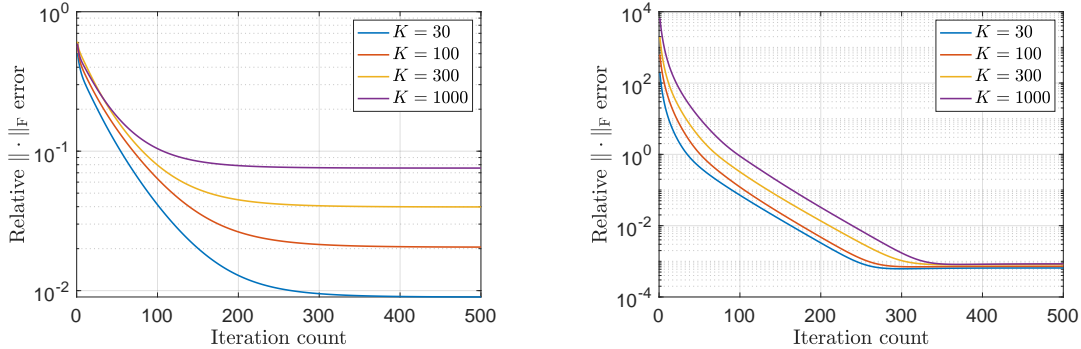 10^0
10^{-1}
10^{-2}
0
100
200
300
400
500
Iteration count
Relative ‖ · ‖_F error
K = 30
K = 100
K = 300
K = 1000
10^4
10^2
10^0
10^{-2}
10^{-4}
0
100
200
300
400
500
Iteration count
Relative ‖ · ‖_F error
K = 30
K = 100
K = 300
K = 1000